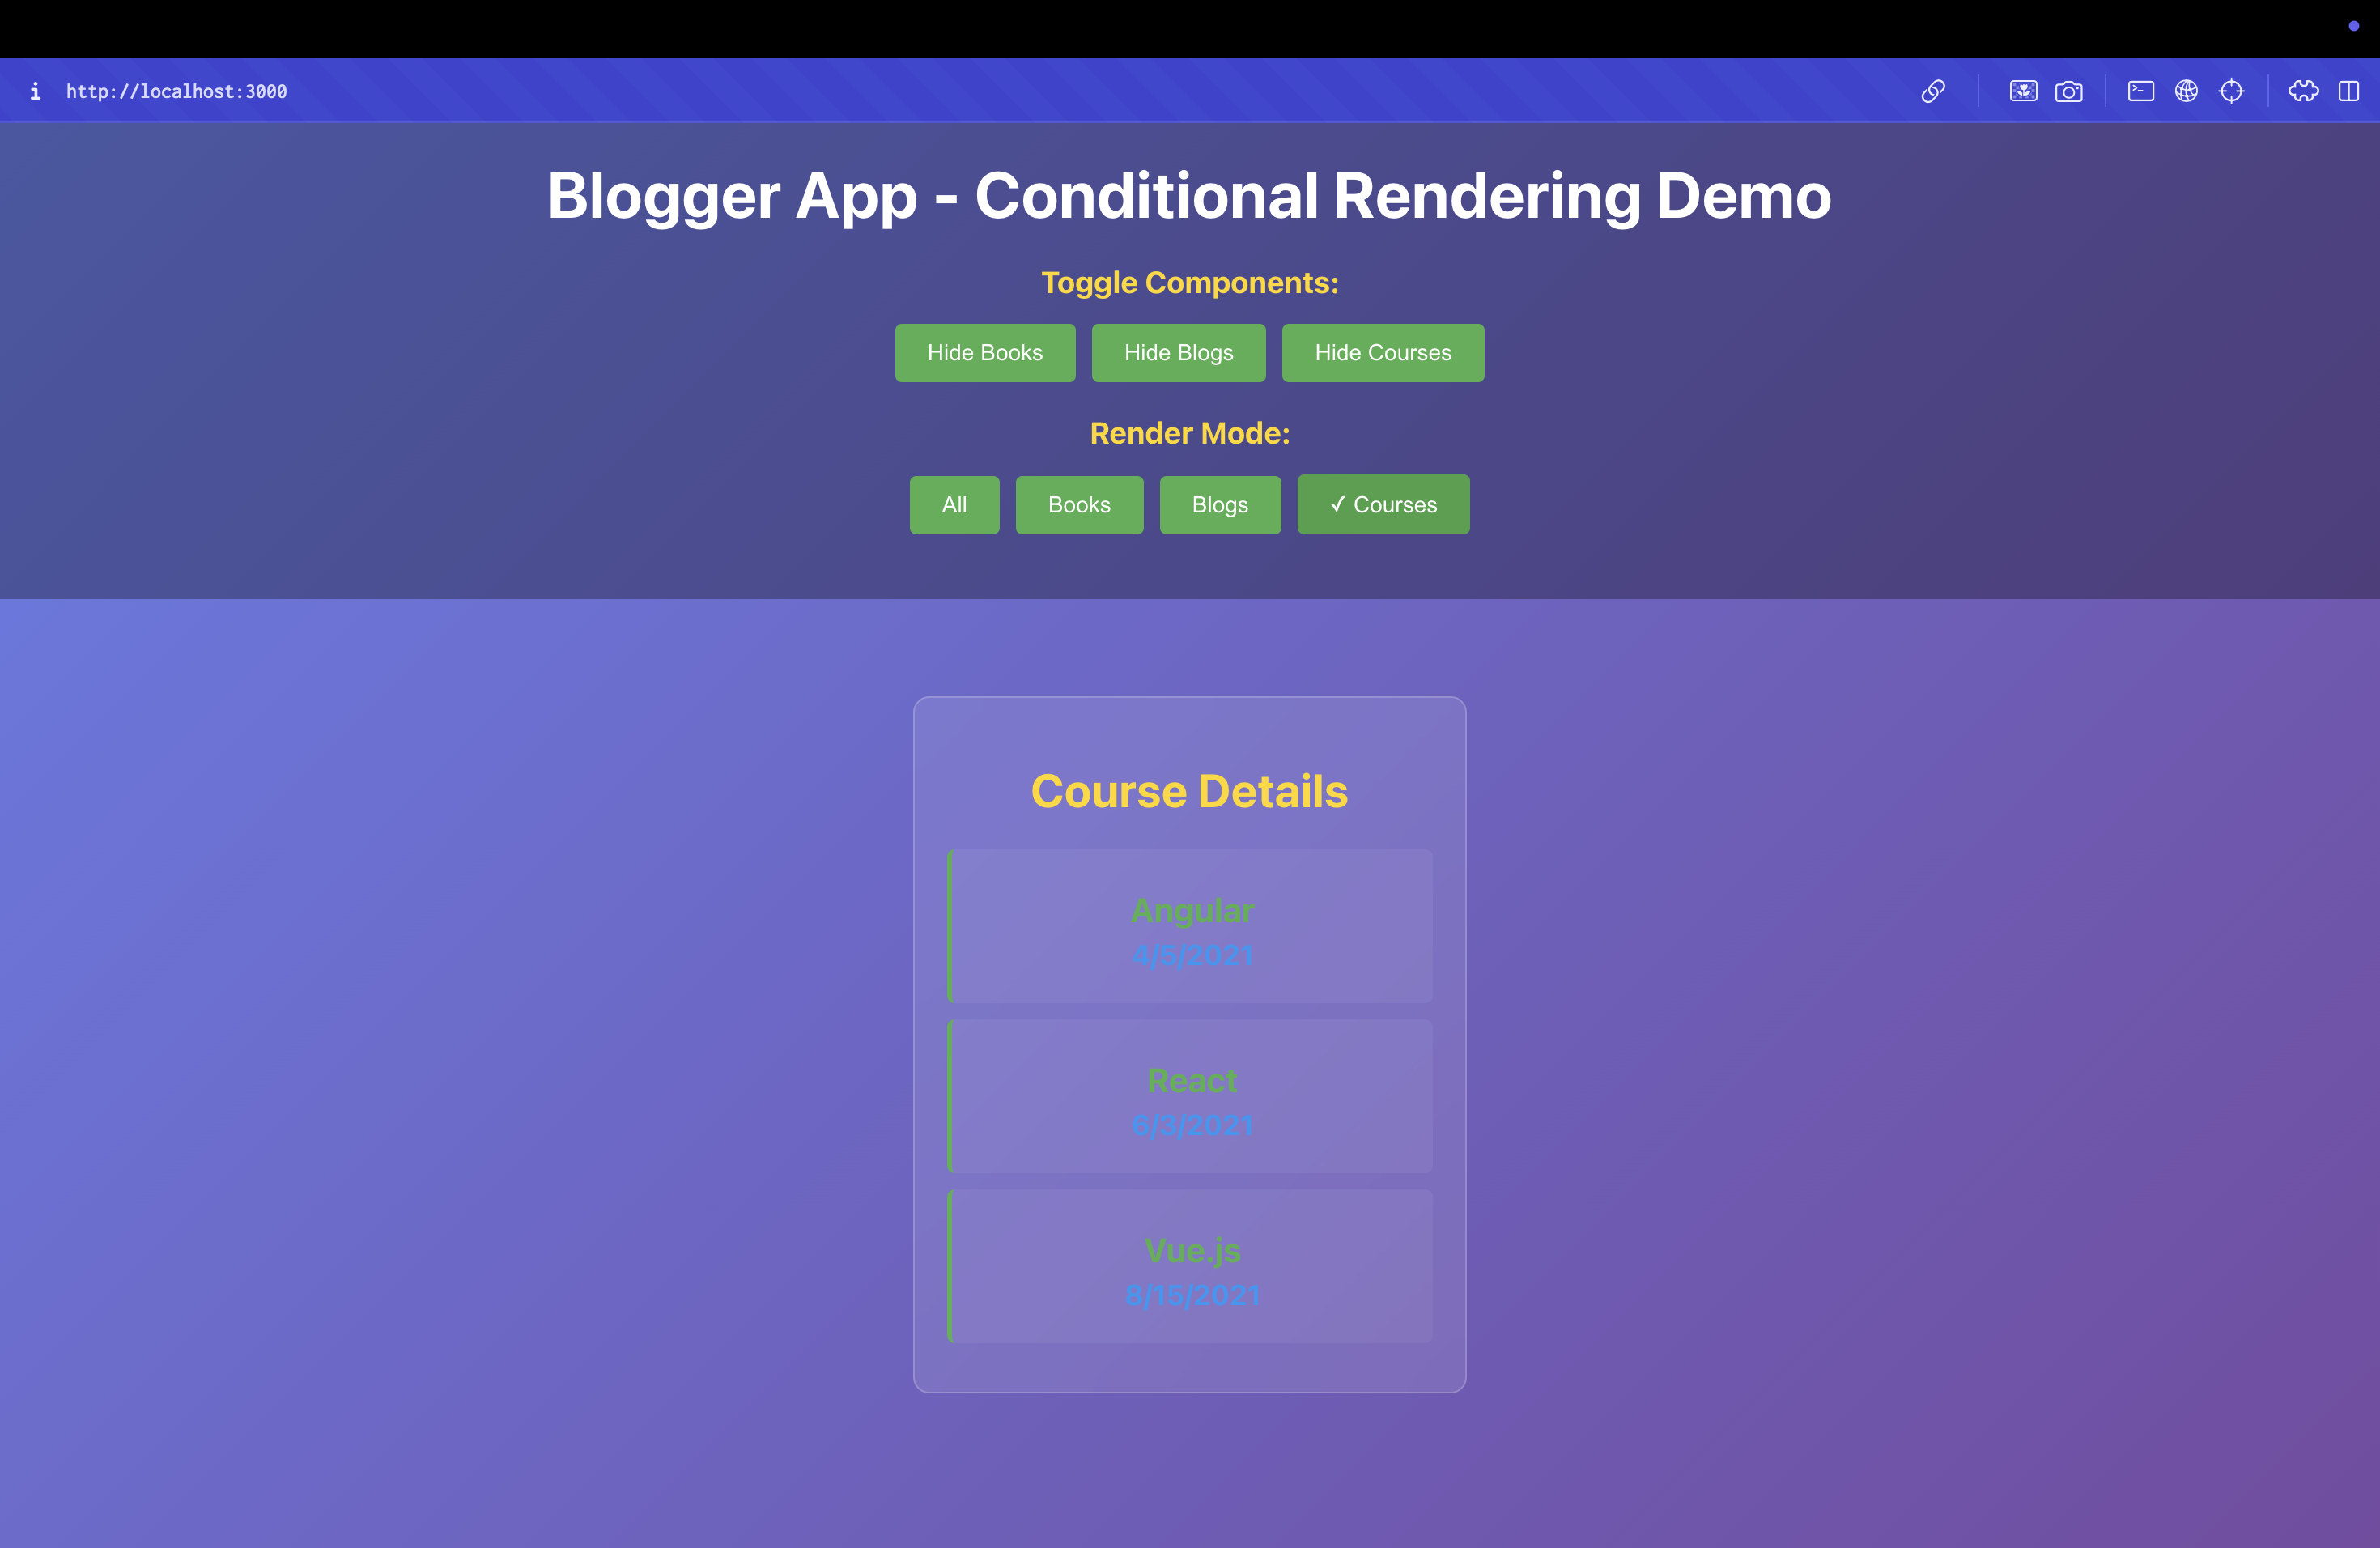 i http://localhost:3000
Blogger App - Conditional Rendering Demo
Toggle Components:
Hide Books Hide Blogs Hide Courses
Render Mode:
All Books Blogs ✓ Courses
Course Details
Angular
4/5/2021
React
6/3/2021
Vue.js
8/15/2021